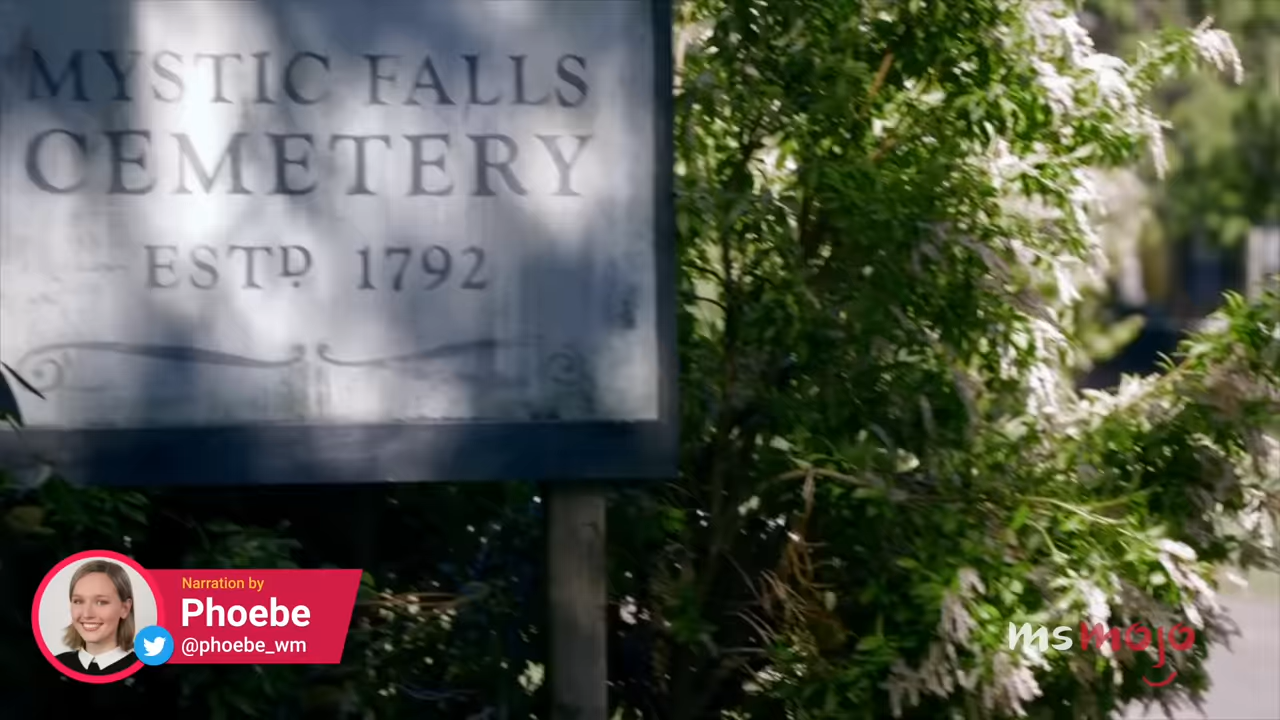 MYSTIC FALLS
CEMETERY
ESTD. 1792
Narration by
Phoebe
@phoebe_wm
msmojo